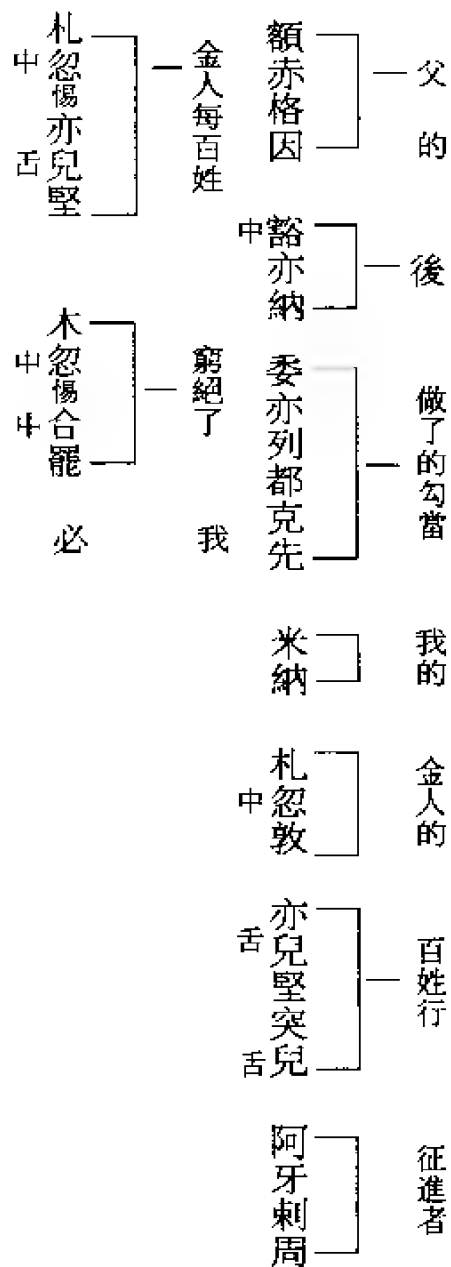 父的 後 做了的勾當 我的 金人的 百姓行 征進者
額赤格因 中豁亦納 委亦列都克先 米納 札中忽敦 亦舌兒堅突舌兒 阿牙剌周
金人每百姓 窮絕了 我
札中忽惕亦舌兒堅 木中忽惕中合罷 必